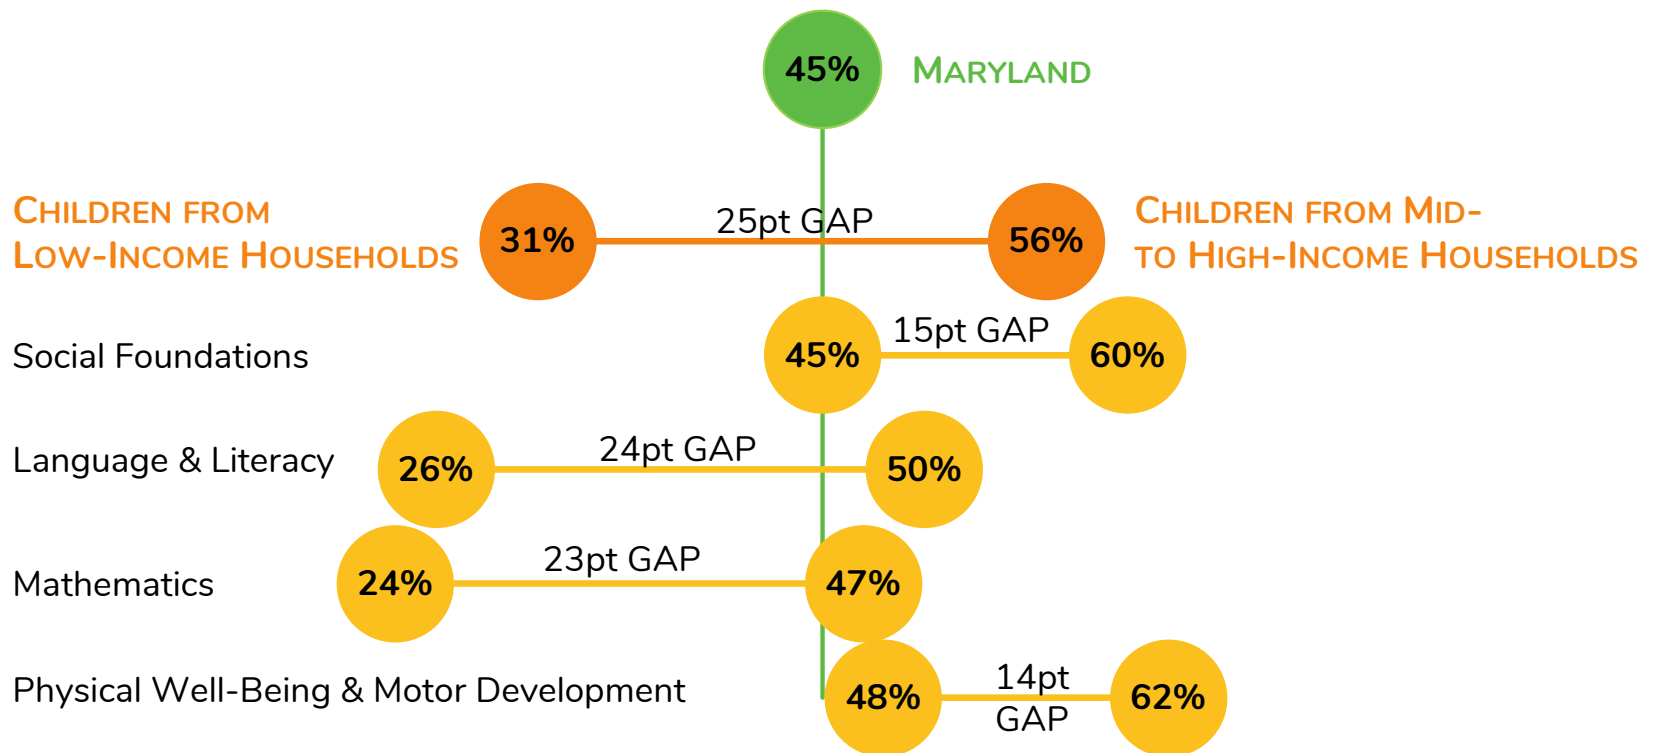 45% MARYLAND
CHILDREN FROM
LOW-INCOME HOUSEHOLDS
31%
25pt GAP
56%
CHILDREN FROM MID-
TO HIGH-INCOME HOUSEHOLDS
Social Foundations
45%
15pt GAP
60%
Language & Literacy
26%
24pt GAP
50%
Mathematics
24%
23pt GAP
47%
Physical Well-Being & Motor Development
48%
14pt
GAP
62%